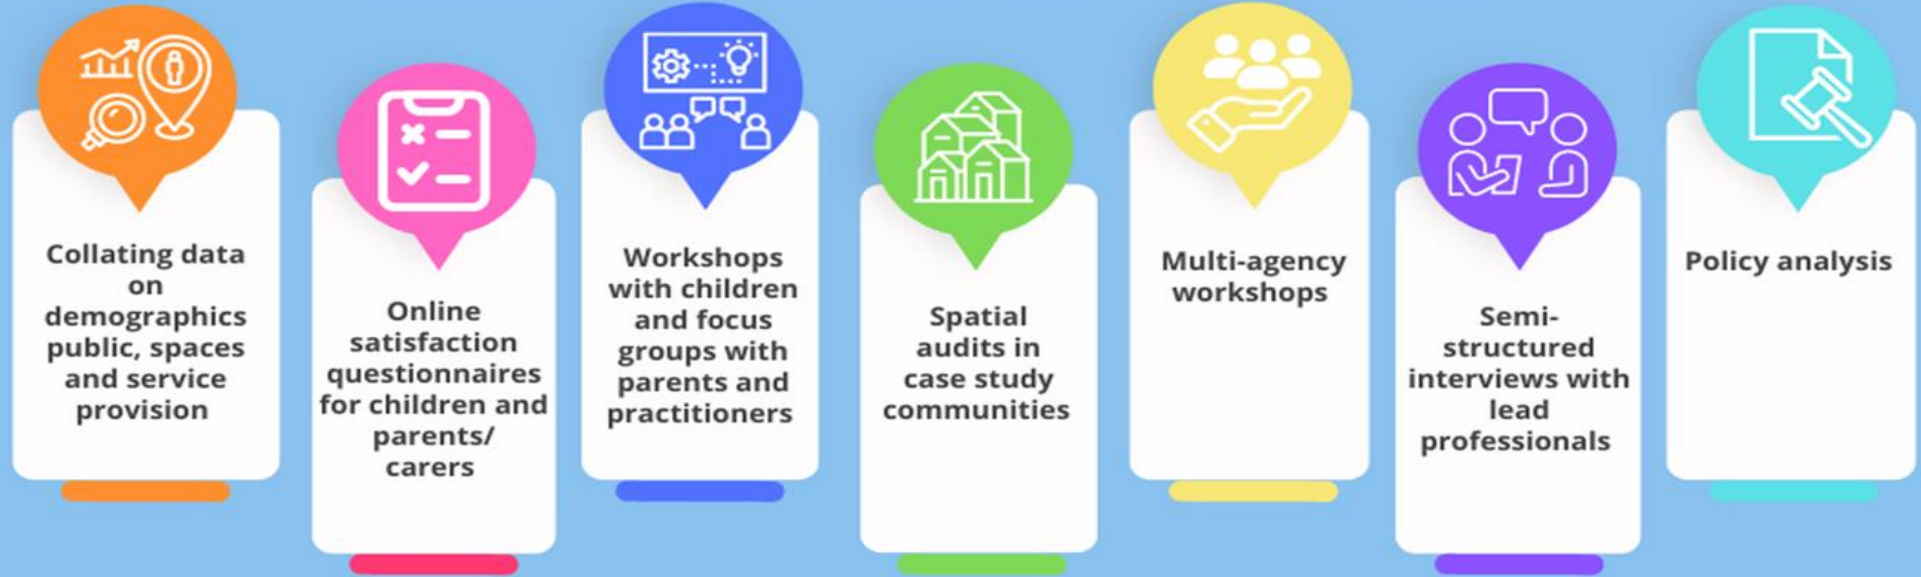 Collating data
on
demographics
public, spaces
and service
provision
Online
satisfaction
questionnaires
for children and
parents/
carers
Workshops
with children
and focus
groups with
parents and
practitioners
Spatial
audits in
case study
communities
Multi-agency
workshops
Semi-
structured
interviews with
lead
professionals
Policy analysis